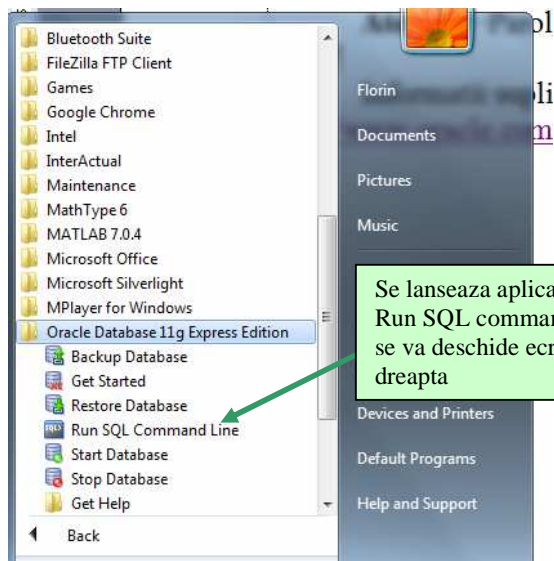 Bluetooth Suite
FileZilla FTP Client
Games
Google Chrome
Intel
InterActual
Maintenance
MathType 6
MATLAB 7.0.4
Microsoft Office
Microsoft Silverlight
MPlayer for Windows
Oracle Database 11g Express Edition
Backup Database
Get Started
Restore Database
Run SQL Command Line
Start Database
Stop Database
Get Help
Back
Florin
Documents
Pictures
Music
Se lanseaza aplica
Run SQL comman
se va deschide ecr
dreapta
Devices and Printers
Default Programs
Help and Support